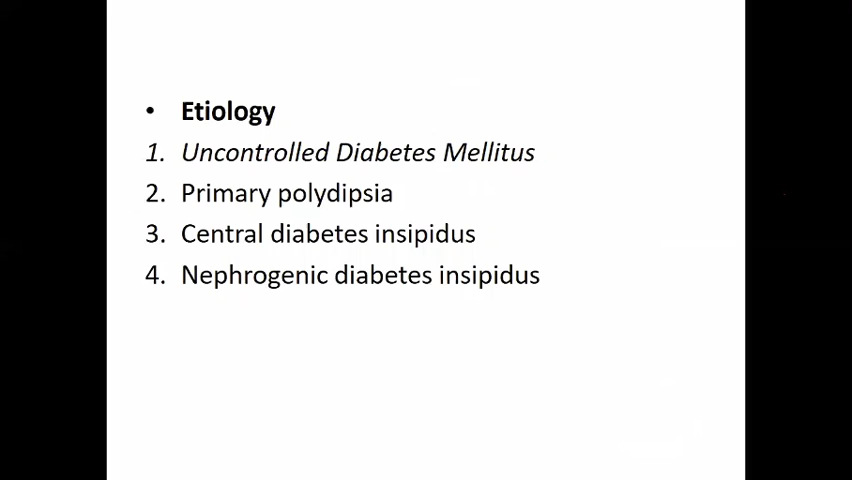 • Etiology
1. Uncontrolled Diabetes Mellitus
2. Primary polydipsia
3. Central diabetes insipidus
4. Nephrogenic diabetes insipidus